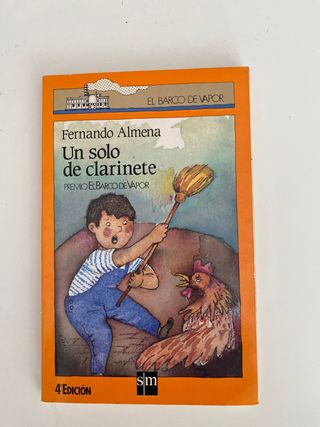 EL BARCO DE VAPOR
Fernando Almena
Un solo
de clarinete
PREMIO EL BARCO DE VAPOR
4ª EDICIÓN
sm